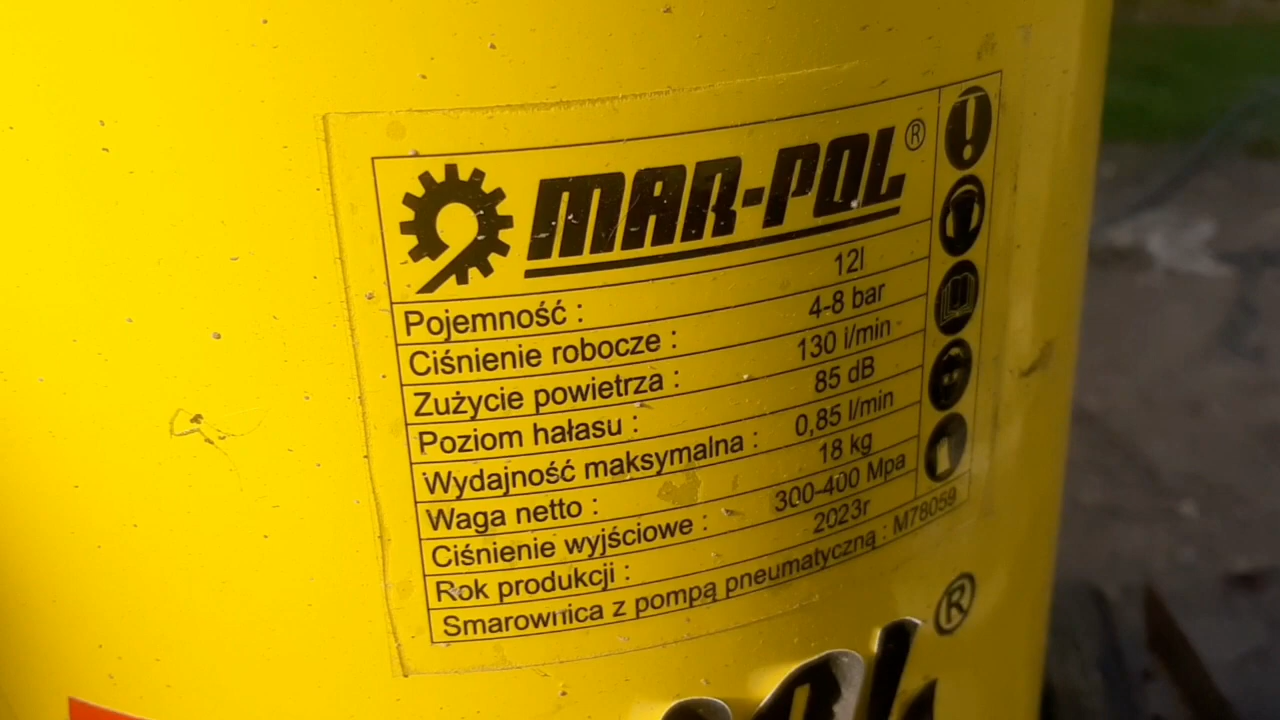 MAR-POL ®
Pojemność : 12l
Ciśnienie robocze : 4-8 bar
Zużycie powietrza : 130 l/min
Poziom hałasu : 85 dB
Wydajność maksymalna : 0,85 l/min
Waga netto : 18 kg
Ciśnienie wyjściowe : 300-400 Mpa
Rok produkcji : 2023r
Smarownica z pompą pneumatyczną : M78059
®